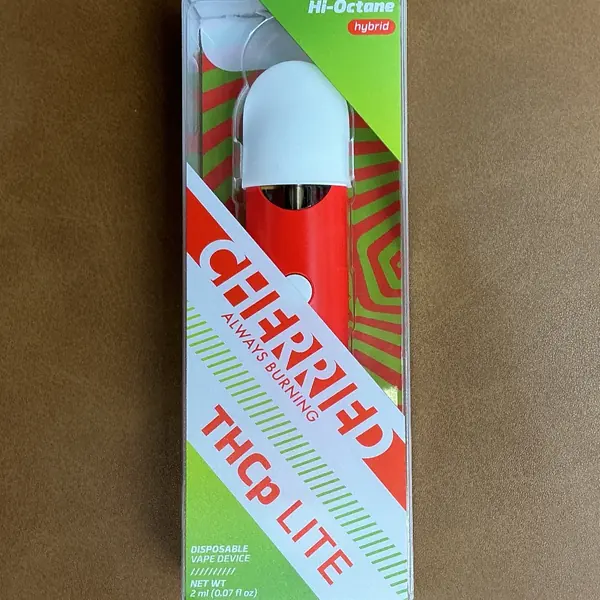 Hi-Octane
hybrid
CHERRIED
ALWAYS BURNING
THCp LITE
DISPOSABLE
VAPE DEVICE
//////////
NET WT
2 ml (0.07 fl oz)